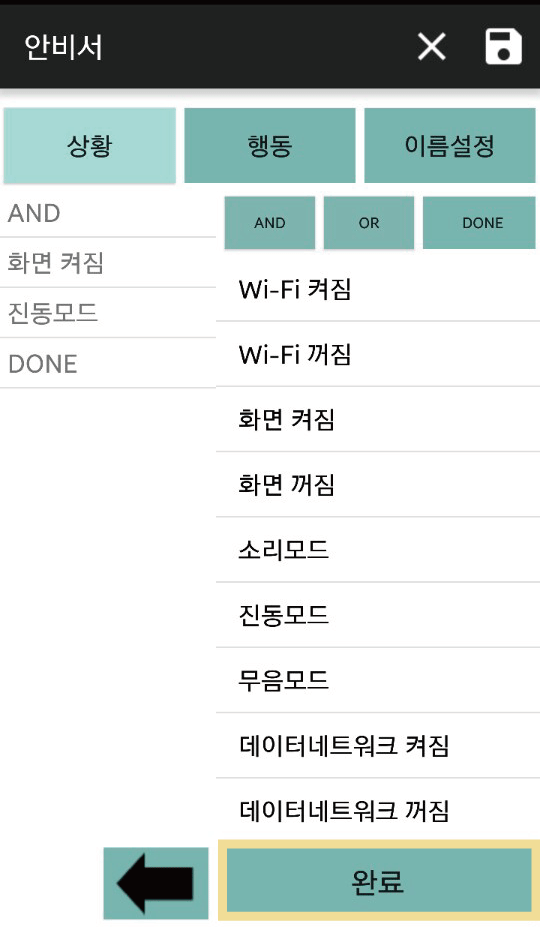 안비서
상황
행동
이름설정
AND
화면 켜짐
진동모드
DONE
AND
OR
DONE
Wi-Fi 켜짐
Wi-Fi 꺼짐
화면 켜짐
화면 꺼짐
소리모드
진동모드
무음모드
데이터네트워크 켜짐
데이터네트워크 꺼짐
완료